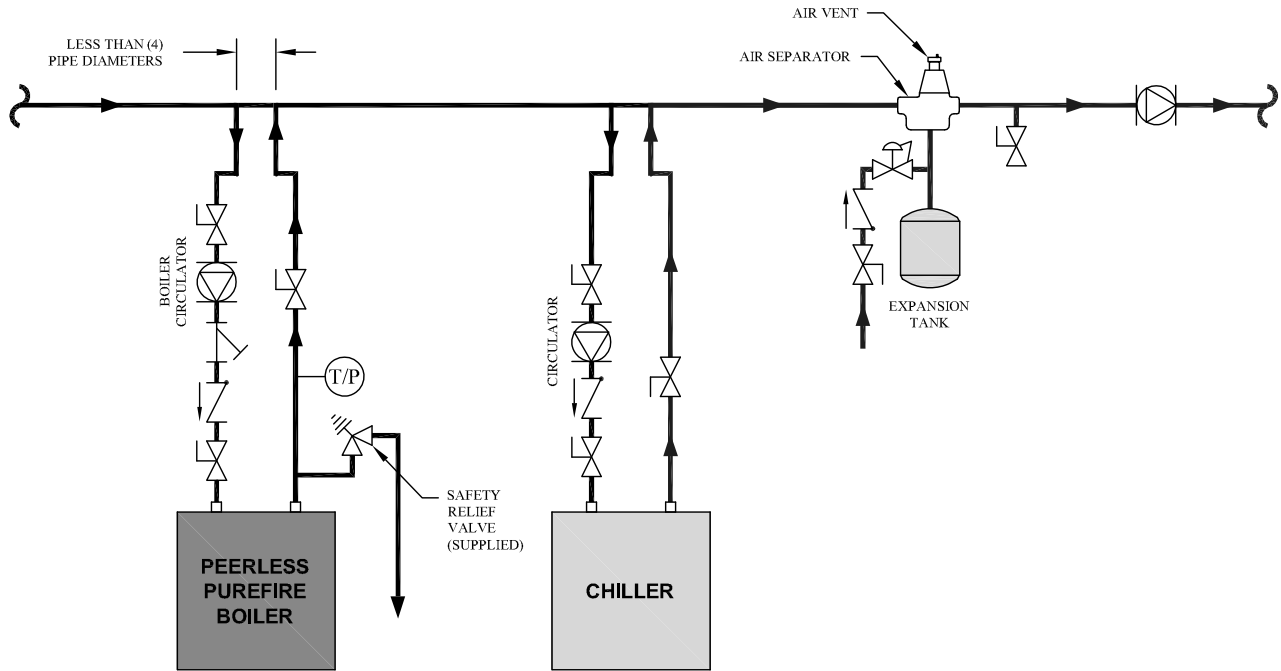 AIR VENT
LESS THAN (4)
PIPE DIAMETERS
AIR SEPARATOR
BOILER
CIRCULATOR
EXPANSION
TANK
CIRCULATOR
T/P
SAFETY
RELIEF
VALVE
(SUPPLIED)
PEERLESS
PUREFIRE
BOILER
CHILLER